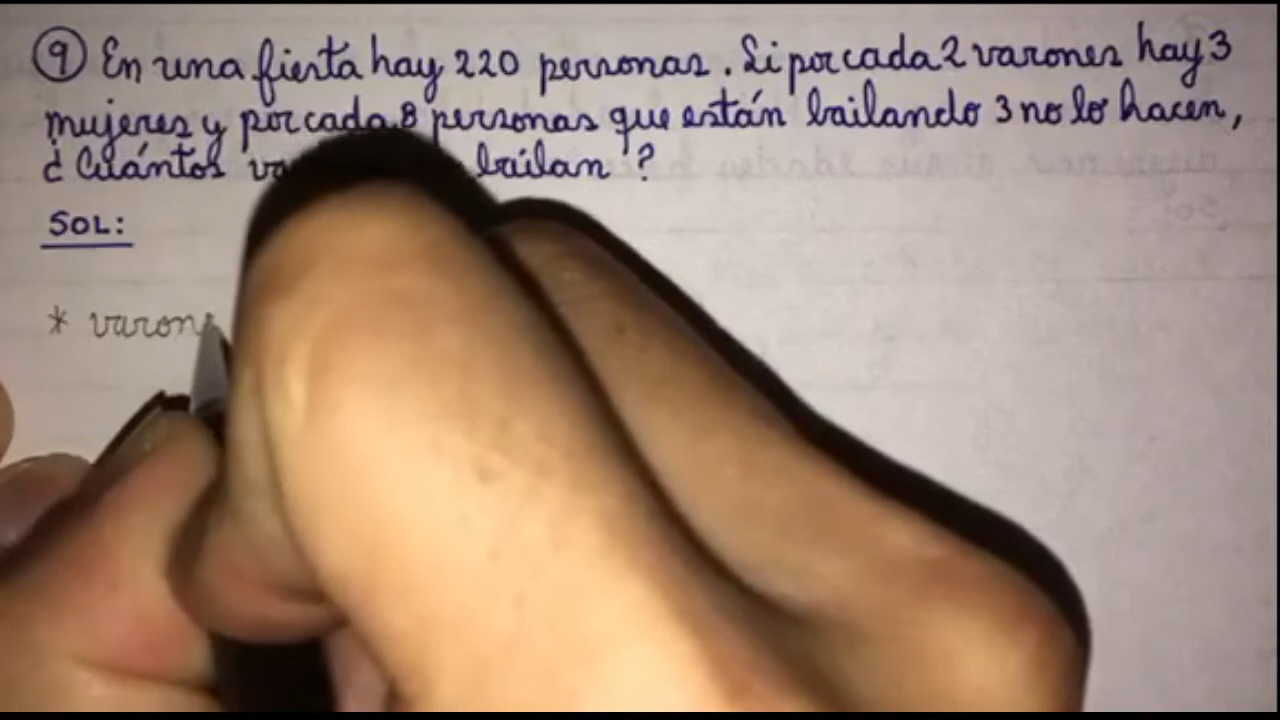 9 En una fiesta hay 220 personas. Si por cada 2 varones hay 3
mujeres y por cada 8 personas que están bailando 3 no lo hacen,
¿ Cuántos bailan ?
SOL:
* varon